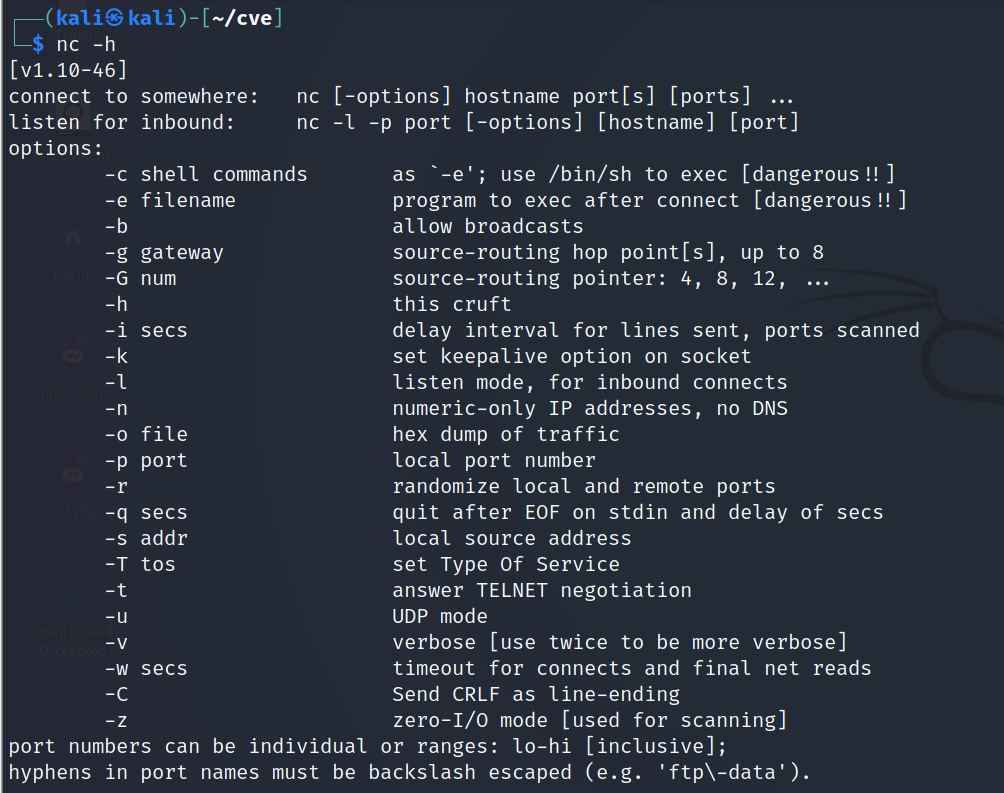 ┌──(kali㉿kali)-[~/cve]
└─$ nc -h
[v1.10-46]
connect to somewhere:   nc [-options] hostname port[s] [ports] ...
listen for inbound:     nc -l -p port [-options] [hostname] [port]
options:
        -c shell commands       as `-e'; use /bin/sh to exec [dangerous!!]
        -e filename             program to exec after connect [dangerous!!]
        -b                      allow broadcasts
        -g gateway              source-routing hop point[s], up to 8
        -G num                  source-routing pointer: 4, 8, 12, ...
        -h                      this cruft
        -i secs                 delay interval for lines sent, ports scanned
        -k                      set keepalive option on socket
        -l                      listen mode, for inbound connects
        -n                      numeric-only IP addresses, no DNS
        -o file                 hex dump of traffic
        -p port                 local port number
        -r                      randomize local and remote ports
        -q secs                 quit after EOF on stdin and delay of secs
        -s addr                 local source address
        -T tos                  set Type Of Service
        -t                      answer TELNET negotiation
        -u                      UDP mode
        -v                      verbose [use twice to be more verbose]
        -w secs                 timeout for connects and final net reads
        -C                      Send CRLF as line-ending
        -z                      zero-I/O mode [used for scanning]
port numbers can be individual or ranges: lo-hi [inclusive];
hyphens in port names must be backslash escaped (e.g. 'ftp\-data').
Home
phar.phar
test.php
0-cracked